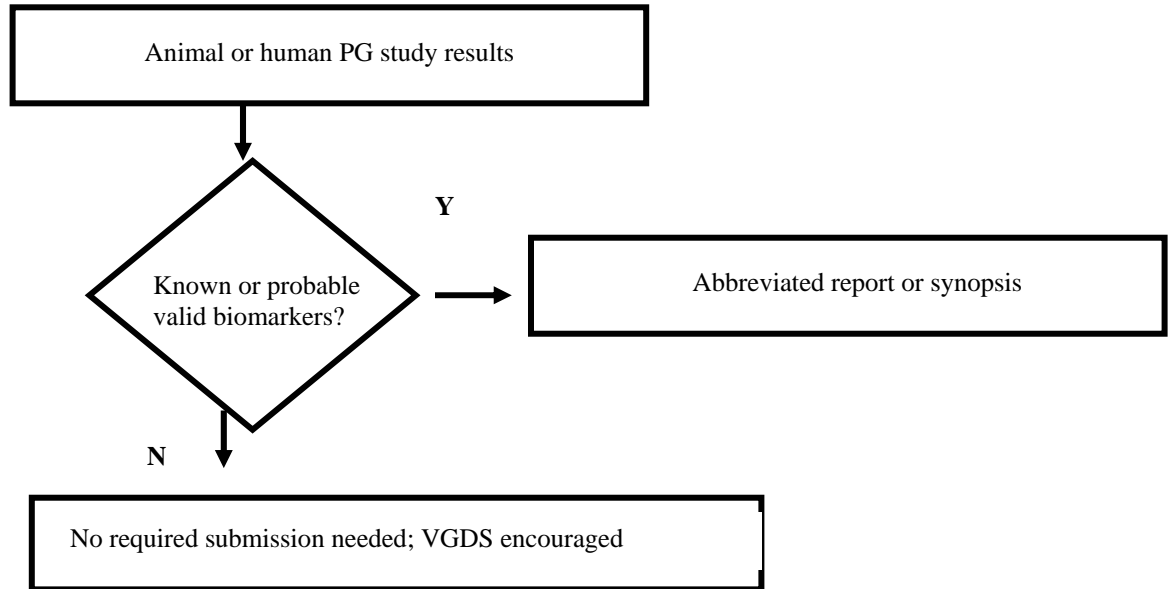 Animal or human PG study results
Y
Known or probable
valid biomarkers?
Abbreviated report or synopsis
N
No required submission needed; VGDS encouraged